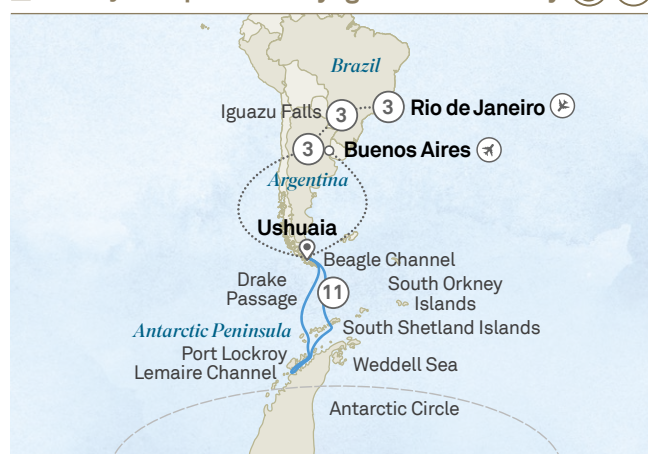 Brazil
Iguazu Falls
3
3
Rio de Janeiro
3
Buenos Aires
Argentina
Ushuaia
Beagle Channel
Drake
Passage
11
South Orkney
Islands
Antarctic Peninsula
South Shetland Islands
Port Lockroy
Lemaire Channel
Weddell Sea
Antarctic Circle